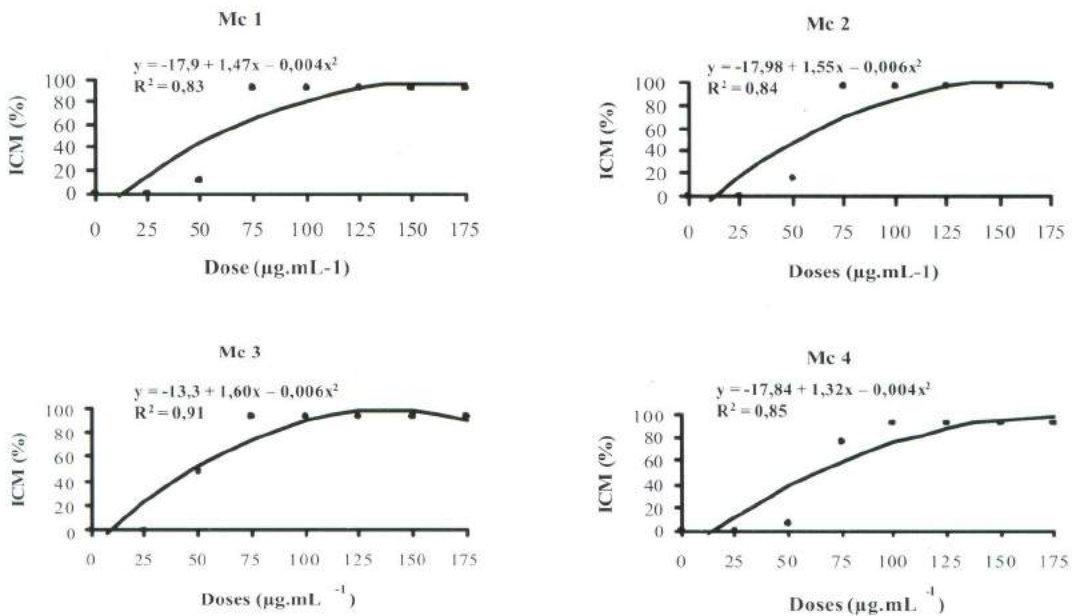 Mc 1
y = -17,9 + 1,47x – 0,004x²
R² = 0,83
ICM (%)
100
80
60
40
20
0
0 25 50 75 100 125 150 175
Dose (µg.mL-1)
Mc 2
y = -17,98 + 1,55x – 0,006x²
R² = 0,84
ICM (%)
100
80
60
40
20
0
0 25 50 75 100 125 150 175
Doses (µg.mL-1)
Mc 3
y = -13,3 + 1,60x – 0,006x²
R² = 0,91
ICM (%)
100
80
60
40
20
0
0 25 50 75 100 125 150 175
Doses (µg.mL ⁻¹)
Mc 4
y = -17,84 + 1,32x – 0,004x²
R² = 0,85
ICM (%)
100
80
60
40
20
0
0 25 50 75 100 125 150 175
Doses (µg.mL ⁻¹)